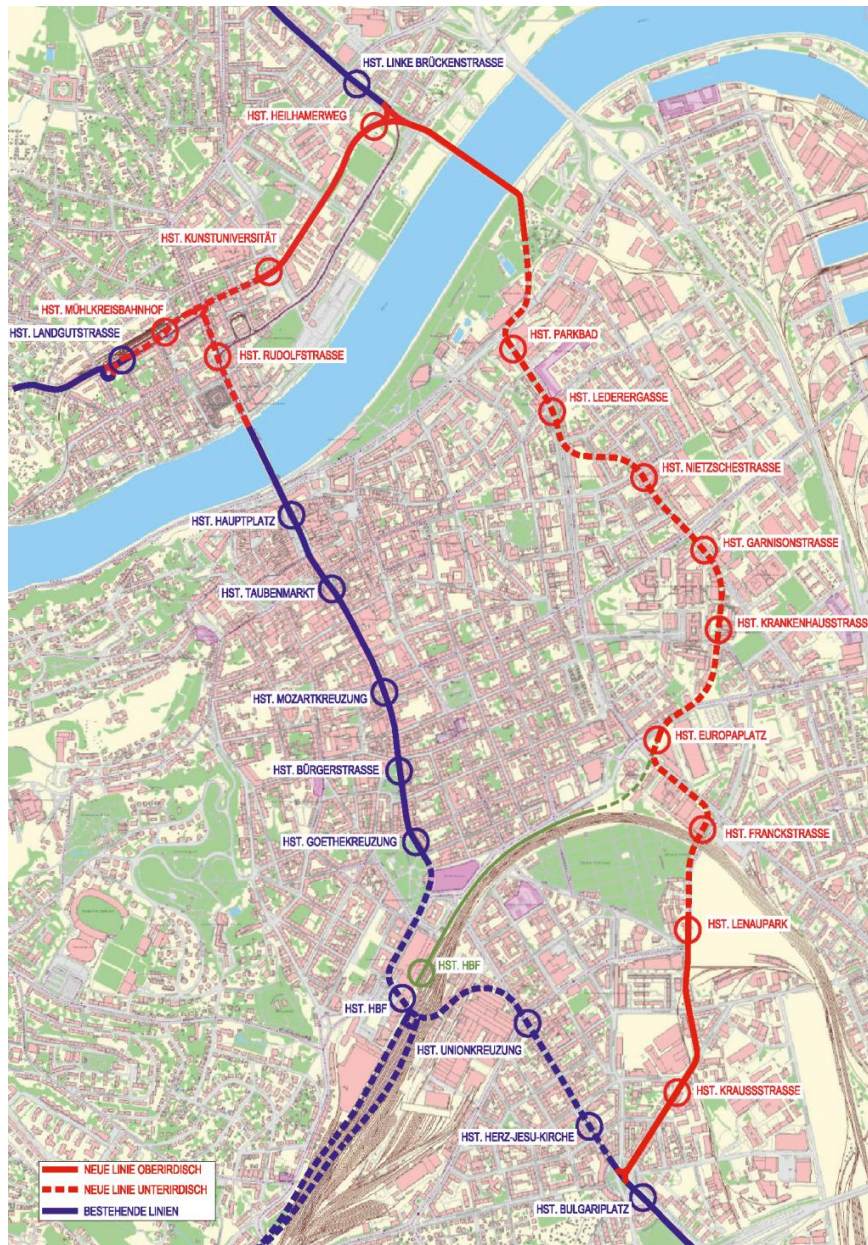 HST. LINKE BRÜCKENSTRASSE
HST. HEILHAMERWEG
HST. KUNSTUNIVERSITÄT
HST. MÜHLKREISBAHNHOF
HST. LANDGUTSTRASSE
HST. RUDOLFSTRASSE
HST. PARKBAD
HST. LEDERERGASSE
HST. NIETZSCHESTRASSE
HST. HAUPTPLATZ
HST. GARNISONSTRASSE
HST. TAUBENMARKT
HST. KRANKENHAUSSTRASS
HST. MOZARTKREUZUNG
HST. EUROPAPLATZ
HST. BÜRGERSTRASSE
HST. FRANCKSTRASSE
HST. GOETHEKREUZUNG
HST. LENAUPARK
HST. HBF
HST. HBF
HST. UNIONKREUZUNG
HST. KRAUSSSTRASSE
HST. HERZ-JESU-KIRCHE
NEUE LINIE OBERIRDISCH
NEUE LINIE UNTERIRDISCH
BESTEHENDE LINIEN
HST. BULGARIPLATZ